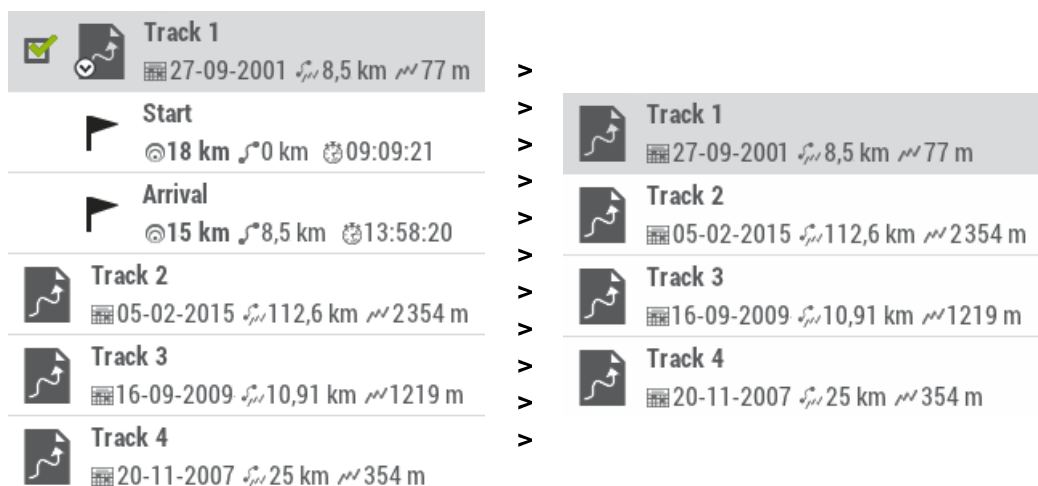 Track 1
27-09-2001 8,5 km 77 m
Start
18 km 0 km 09:09:21
Arrival
15 km 8,5 km 13:58:20
Track 2
05-02-2015 112,6 km 2354 m
Track 3
16-09-2009 10,91 km 1219 m
Track 4
20-11-2007 25 km 354 m
>
>
>
>
>
>
>
>
>
>
>
Track 1
27-09-2001 8,5 km 77 m
Track 2
05-02-2015 112,6 km 2354 m
Track 3
16-09-2009 10,91 km 1219 m
Track 4
20-11-2007 25 km 354 m